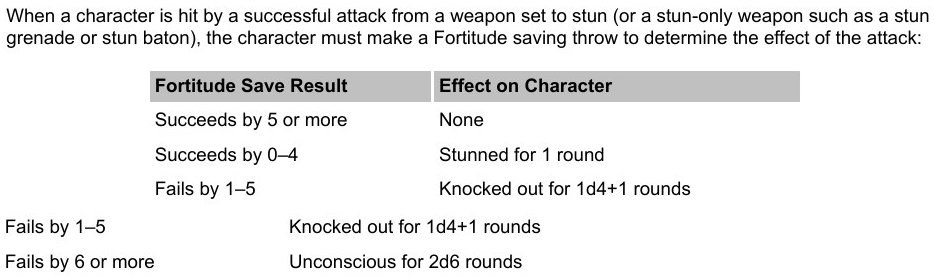 When a character is hit by a successful attack from a weapon set to stun (or a stun-only weapon such as a stun
grenade or stun baton), the character must make a Fortitude saving throw to determine the effect of the attack:
Fortitude Save Result Effect on Character
Succeeds by 5 or more None
Succeeds by 0–4 Stunned for 1 round
Fails by 1–5 Knocked out for 1d4+1 rounds
Fails by 1–5 Knocked out for 1d4+1 rounds
Fails by 6 or more Unconscious for 2d6 rounds